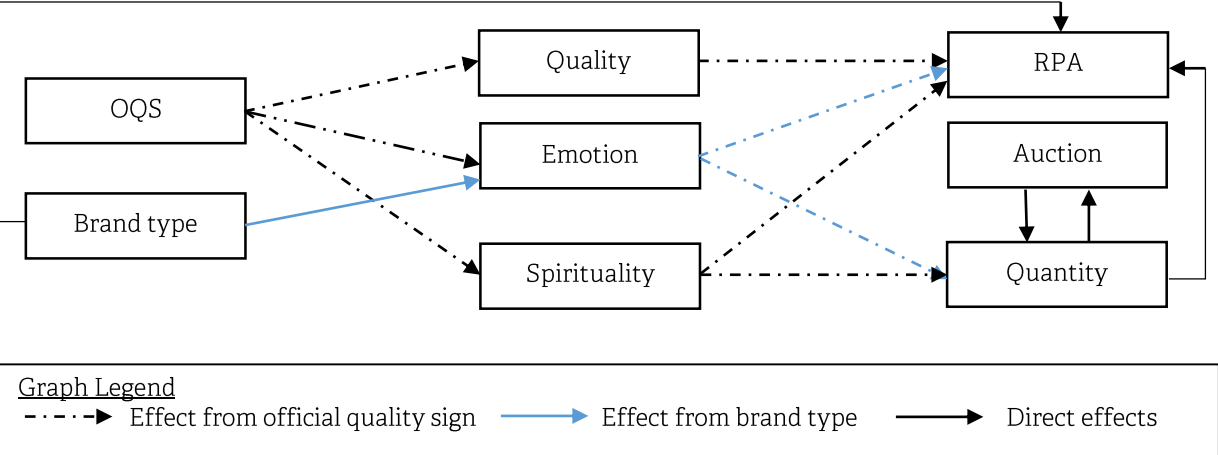 Quality
RPA
OQS
Emotion
Auction
Brand type
Spirituality
Quantity
Graph Legend
Effect from official quality sign
Effect from brand type
Direct effects